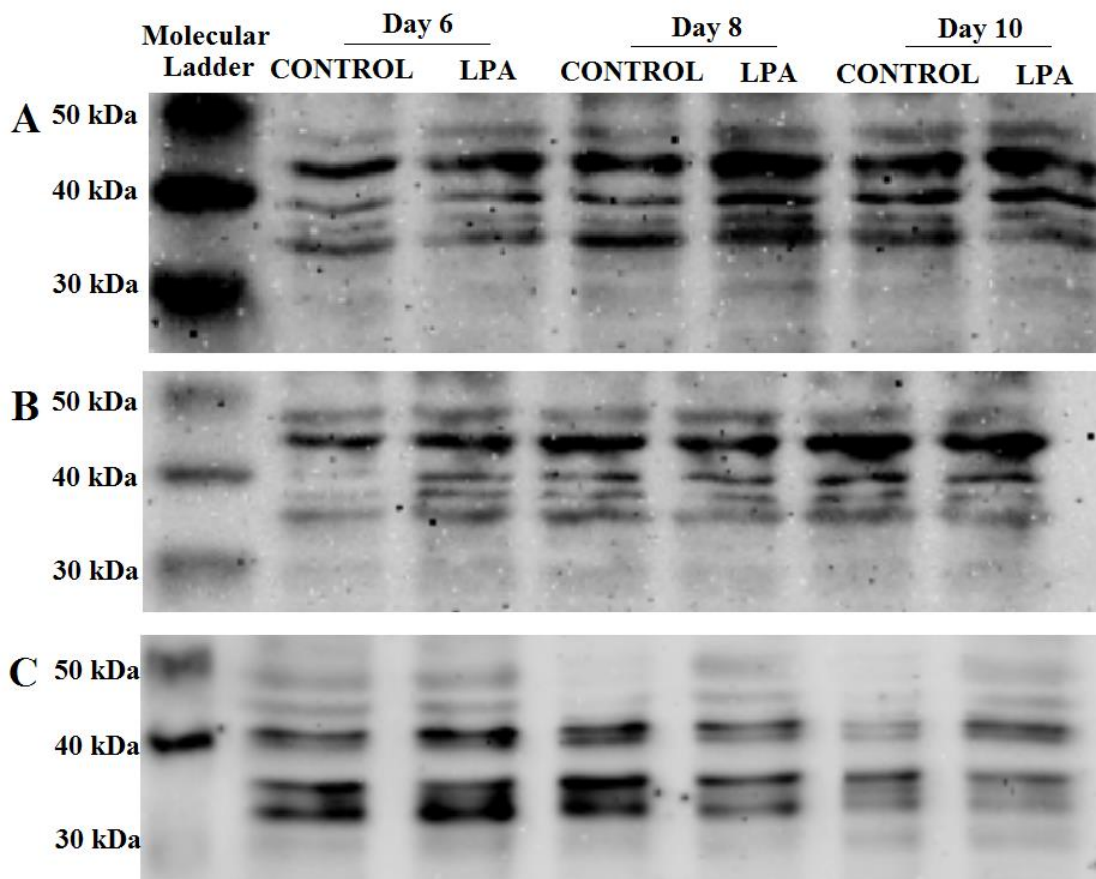 Day 6 Day 8 Day 10
Molecular
Ladder CONTROL LPA CONTROL LPA CONTROL LPA
A 50 kDa
40 kDa
30 kDa
B 50 kDa
40 kDa
30 kDa
C 50 kDa
40 kDa
30 kDa